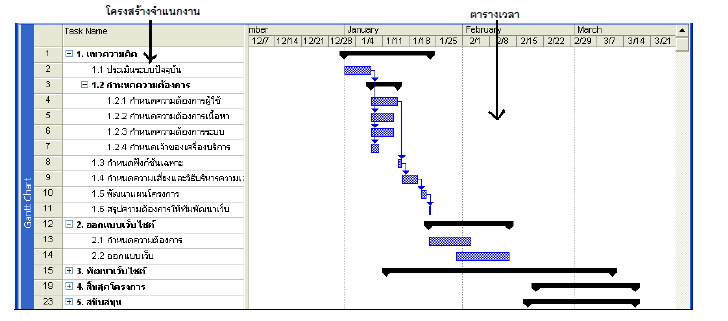 โครงสร้างจำแนกงาน
ตารางเวลา
Task Name
mber January February March
12/7 12/14 12/21 12/28 1/4 1/11 1/18 1/25 2/1 2/8 2/15 2/22 2/29 3/7 3/14 3/21
1 1. แนวความคิด
2 1.1 ประเมินระบบปัจจุบัน
3 1.2 กำหนดความต้องการ
4 1.2.1 กำหนดความต้องการผู้ใช้
5 1.2.2 กำหนดความต้องการเนื้อหา
6 1.2.3 กำหนดความต้องการระบบ
7 1.2.4 กำหนดเจ้าของเครื่องบริการ
8 1.3 กำหนดฟังก์ชันเฉพาะ
9 1.4 กำหนดความเสี่ยงและวิธีบริหารความเ
10 1.5 พัฒนาแผนโครงการ
11 1.6 สรุปความต้องการให้ทีมพัฒนาเว็บ
12 2. ออกแบบเว็บไซต์
13 2.1 กำหนดความต้องการ
14 2.2 ออกแบบเว็บ
15 3. พัฒนาเว็บไซต์
19 4. สิ้นสุดโครงการ
23 5. สนับสนุน
Gantt Chart